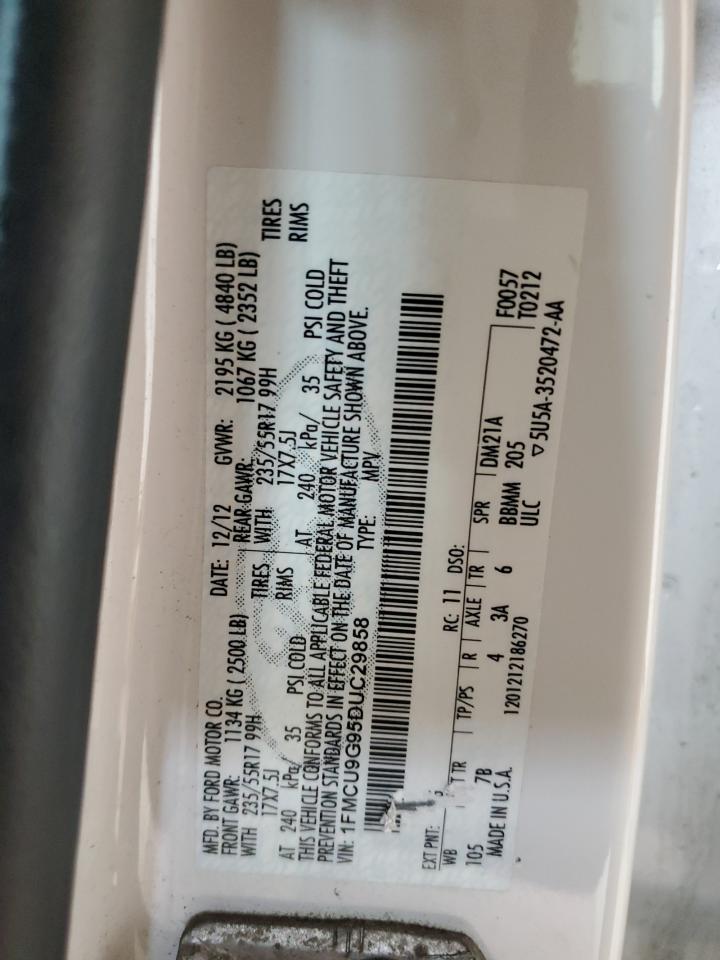 MFD. BY FORD MOTOR CO.
DATE: 12/12 GVWR: 2195 KG ( 4840 LB)
FRONT GAWR: 1134 KG (2500 LB) REAR GAWR: 1067 KG ( 2352 LB)
WITH 235/55R17 99H TIRES WITH 235/55R17 99H TIRES
17X7.5J RIMS 17X7.5J RIMS
AT 240 kPa/ 35 PSI COLD AT 240 kPa/ 35 PSI COLD
THIS VEHICLE CONFORMS TO ALL APPLICABLE FEDERAL MOTOR VEHICLE SAFETY AND THEFT
PREVENTION STANDARDS IN EFFECT ON THE DATE OF MANUFACTURE SHOWN ABOVE.
VIN: 1FMCU9G95DUC29858 TYPE: MPV
EXT PNT: RC: 11 DSO:
WB TR TP/PS R AXLE TR SPR DM21A F0057
105 7B 4 3A 6 BBMM 205 T0212
MADE IN U.S.A. 1201212186270 ULC ▽5U5A-3520472-AA